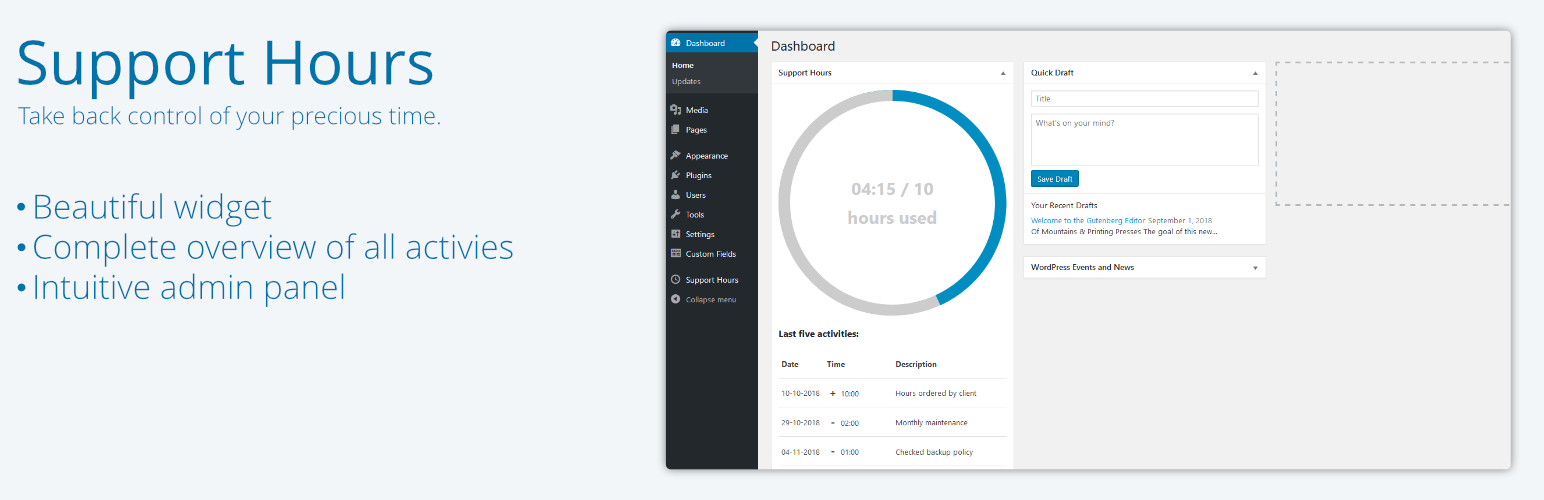 Support Hours
Take back control of your precious time.
• Beautiful widget
• Complete overview of all activies
• Intuitive admin panel
Dashboard
Home
Updates
Media
Pages
Appearance
Plugins
Users
Tools
Settings
Custom Fields
Support Hours
Collapse menu
Dashboard
Support Hours
04:15 / 10
hours used
Last five activities:
Date Time Description
10-10-2018 + 10:00 Hours ordered by client
29-10-2018 - 02:00 Monthly maintenance
04-11-2018 - 01:00 Checked backup policy
Quick Draft
Title
What's on your mind?
Save Draft
Your Recent Drafts
Welcome to the Gutenberg Editor September 1, 2018
Of Mountains & Printing Presses The goal of this new...
WordPress Events and News